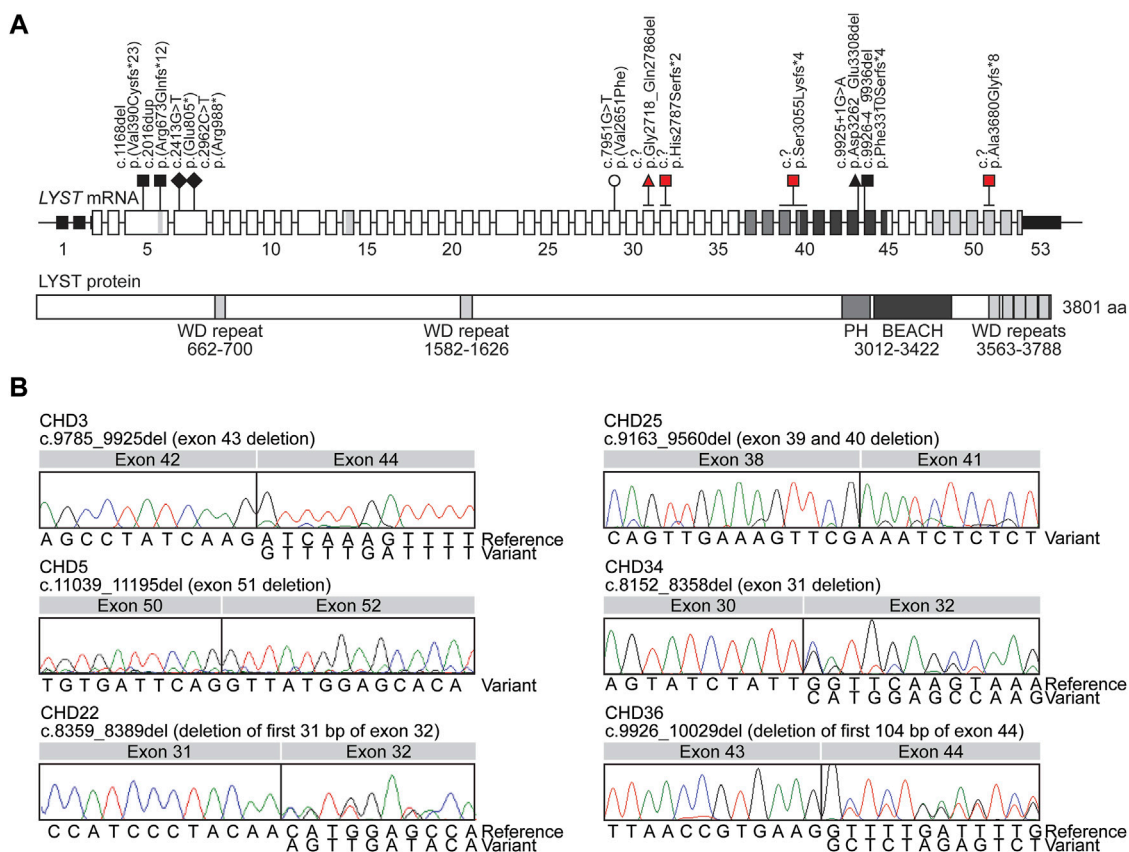 A
c.1168del
p.(Val390Cysfs*23)
c.2016dup
p.(Arg673Glnfs*12)
c.2413G>T
p.(Glu805*)
c.2962C>T
p.(Arg988*)
c.7951G>T
p.(Val2651Phe)
c.?
p.Gly2718_Gln2786del
c.?
p.His2787Serfs*2
c.?
p.Ser3055Lysfs*4
c.9925+1G>A
p.Asp3262_Glu3308del
c.9926-4_9936del
p.Phe3310Serfs*4
c.?
p.Ala3680Glyfs*8
LYST mRNA
1 5 10 15 20 25 30 35 40 45 50 53
LYST protein
3801 aa
WD repeat
662-700
WD repeat
1582-1626
PH BEACH
3012-3422
WD repeats
3563-3788
B
CHD3
c.9785_9925del (exon 43 deletion)
Exon 42 Exon 44
A G C C T A T C A A G A T C A A A G T T T T Reference
G T T T T G A T T T T Variant
CHD5
c.11039_11195del (exon 51 deletion)
Exon 50 Exon 52
T G T G A T T C A G G T T A T G G A G C A C A Variant
CHD22
c.8359_8389del (deletion of first 31 bp of exon 32)
Exon 31 Exon 32
C C A T C C C T A C A A C A T G G A G C C A Reference
A G T T G A T A C A Variant
CHD25
c.9163_9560del (exon 39 and 40 deletion)
Exon 38 Exon 41
C A G T T G A A A G T T C G A A A T C T C T C T Variant
CHD34
c.8152_8358del (exon 31 deletion)
Exon 30 Exon 32
A G T A T C T A T T G G T T C A A G T A A A Reference
C A T G G A G C C A A G Variant
CHD36
c.9926_10029del (deletion of first 104 bp of exon 44)
Exon 43 Exon 44
T T A A C C G T G A A G G T T T T G A T T T T G Reference
G C T C T A G A G T C T Variant